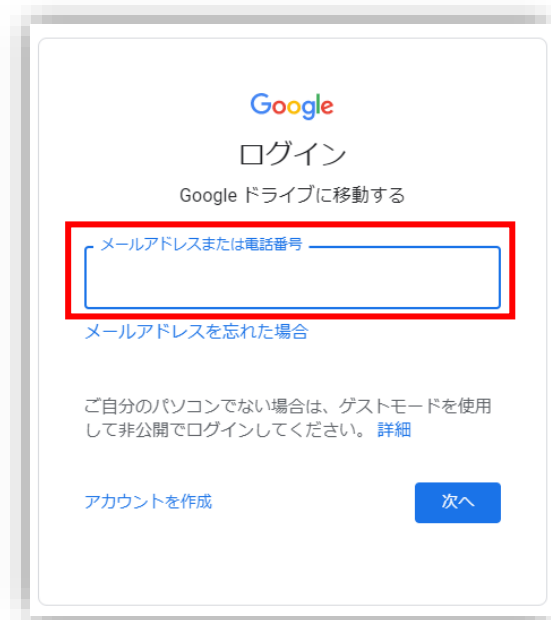 Google
ログイン
Google ドライブに移動する
メールアドレスまたは電話番号
メールアドレスを忘れた場合
ご自分のパソコンでない場合は、ゲストモードを使用
して非公開でログインしてください。 詳細
アカウントを作成
次へ